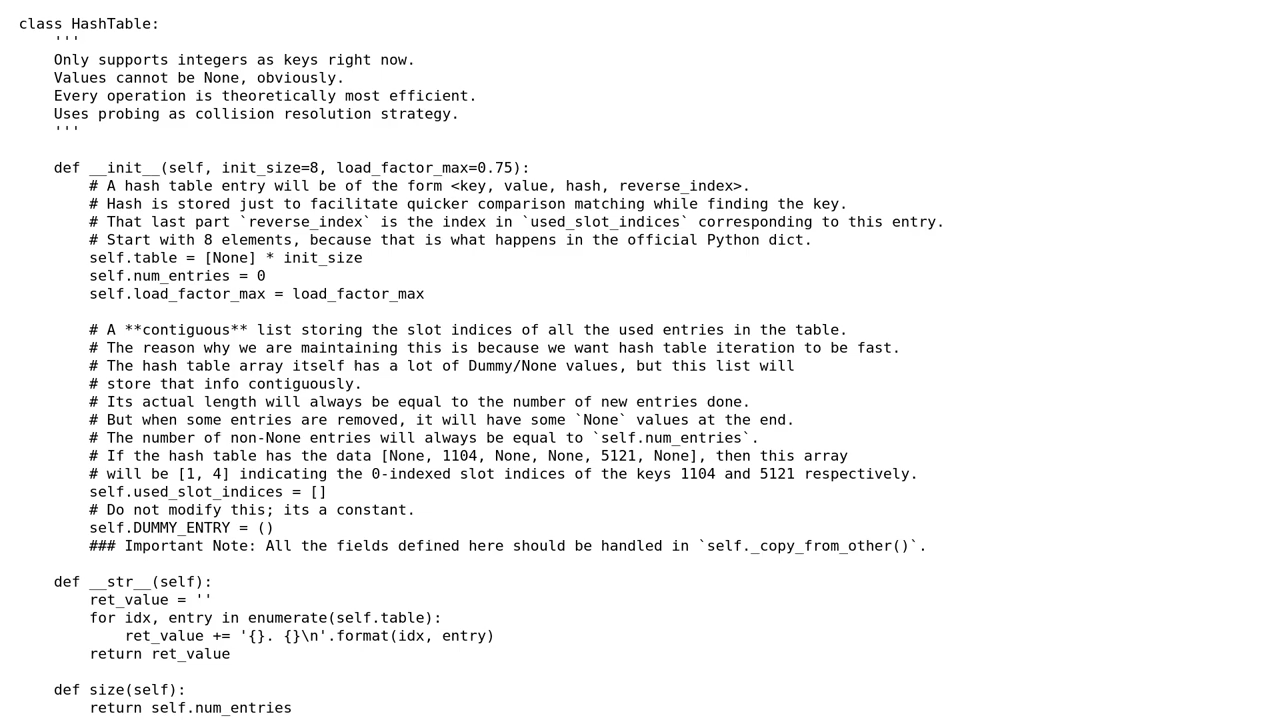 class HashTable:
    '''
    Only supports integers as keys right now.
    Values cannot be None, obviously.
    Every operation is theoretically most efficient.
    Uses probing as collision resolution strategy.
    '''

    def __init__(self, init_size=8, load_factor_max=0.75):
        # A hash table entry will be of the form <key, value, hash, reverse_index>.
        # Hash is stored just to facilitate quicker comparison matching while finding the key.
        # That last part `reverse_index` is the index in `used_slot_indices` corresponding to this entry.
        # Start with 8 elements, because that is what happens in the official Python dict.
        self.table = [None] * init_size
        self.num_entries = 0
        self.load_factor_max = load_factor_max

        # A **contiguous** list storing the slot indices of all the used entries in the table.
        # The reason why we are maintaining this is because we want hash table iteration to be fast.
        # The hash table array itself has a lot of Dummy/None values, but this list will
        # store that info contiguously.
        # Its actual length will always be equal to the number of new entries done.
        # But when some entries are removed, it will have some `None` values at the end.
        # The number of non-None entries will always be equal to `self.num_entries`.
        # If the hash table has the data [None, 1104, None, None, 5121, None], then this array
        # will be [1, 4] indicating the 0-indexed slot indices of the keys 1104 and 5121 respectively.
        self.used_slot_indices = []
        # Do not modify this; its a constant.
        self.DUMMY_ENTRY = ()
        ### Important Note: All the fields defined here should be handled in `self._copy_from_other()`.

    def __str__(self):
        ret_value = ''
        for idx, entry in enumerate(self.table):
            ret_value += '{}. {}\n'.format(idx, entry)
        return ret_value

    def size(self):
        return self.num_entries